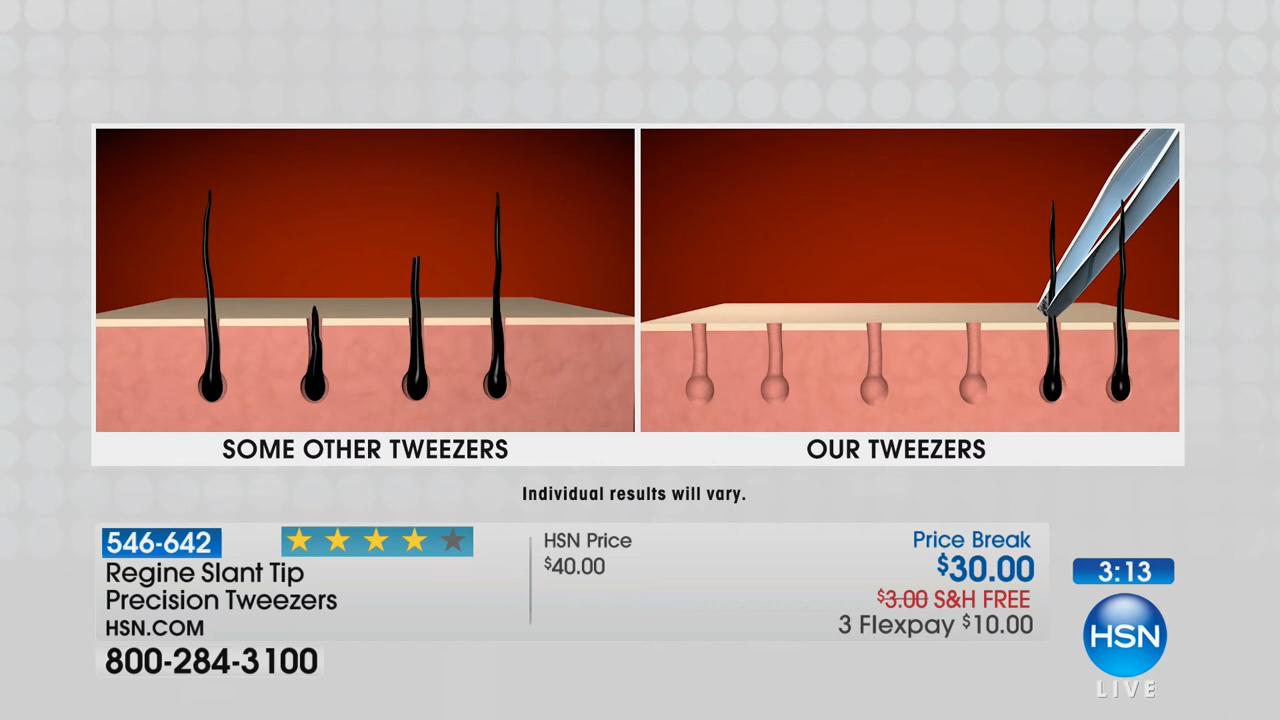 SOME OTHER TWEEZERS
OUR TWEEZERS
Individual results will vary.
546-642
Regine Slant Tip
Precision Tweezers
HSN.COM
800-284-3100
HSN Price
$40.00
Price Break
$30.00
$3.00 S&H FREE
3 Flexpay $10.00
3:13
HSN
LIVE